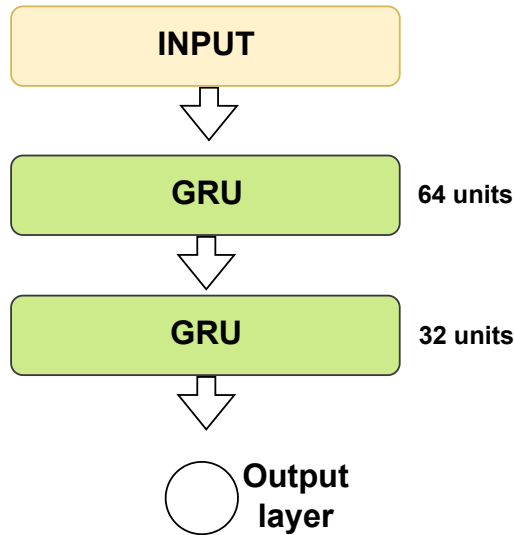 INPUT
GRU
64 units
GRU
32 units
Output
layer